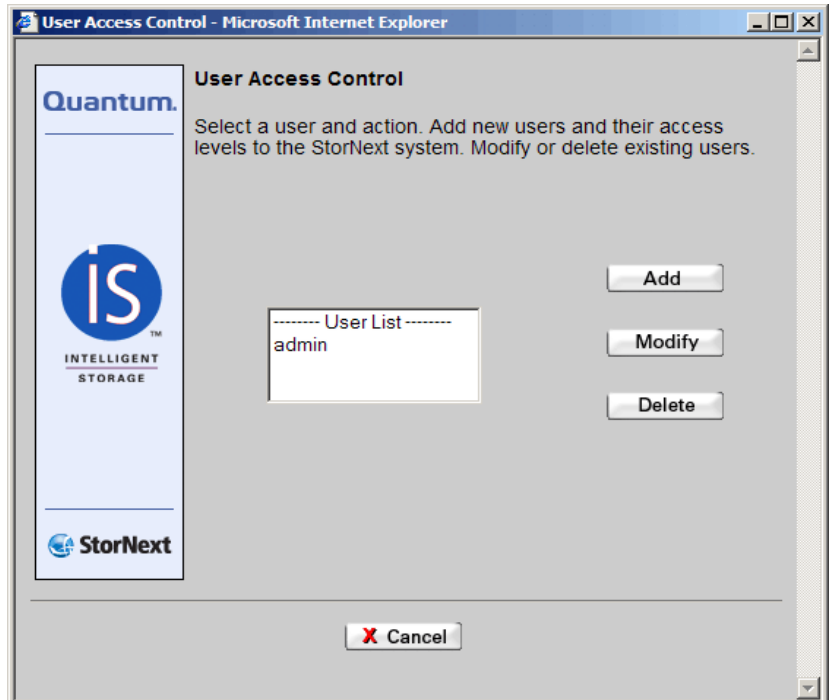 User Access Control - Microsoft Internet Explorer
Quantum.
User Access Control
Select a user and action. Add new users and their access
levels to the StorNext system. Modify or delete existing users.
iS
TM
INTELLIGENT
STORAGE
StorNext
-------- User List --------
admin
Add
Modify
Delete
X Cancel